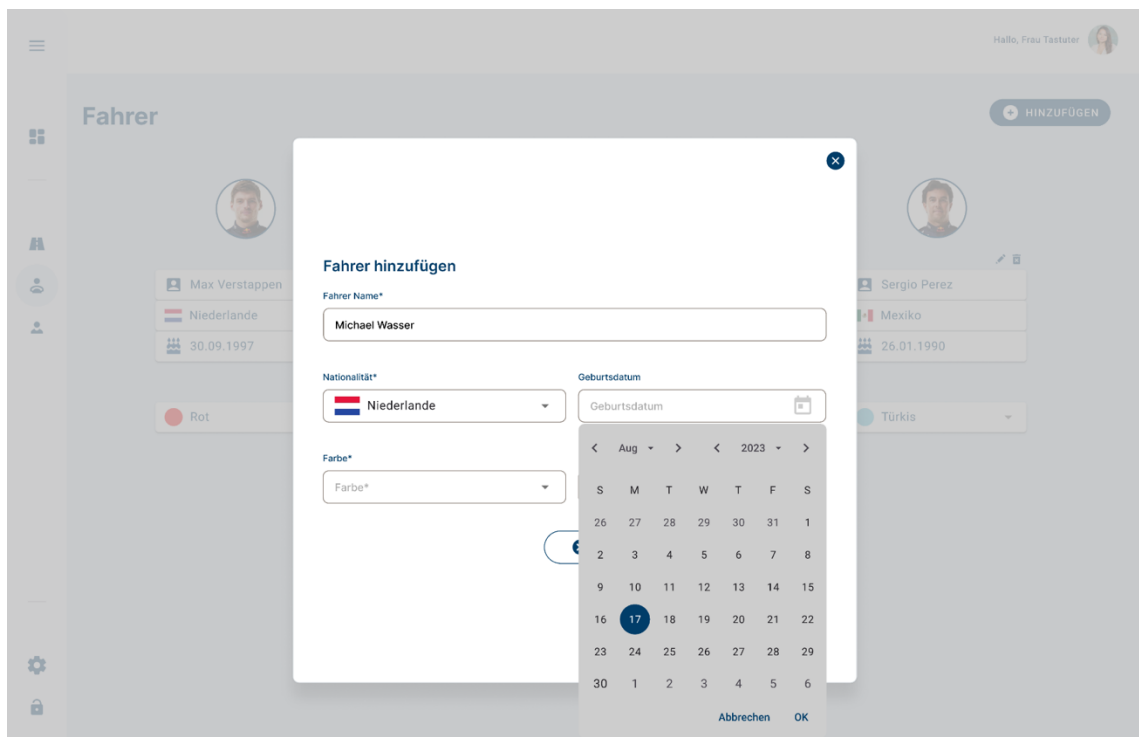 Hallo, Frau Tastuter
Fahrer
HINZUFÜGEN
Max Verstappen
Niederlande
30.09.1997
Rot
Sergio Perez
Mexiko
26.01.1990
Türkis
Fahrer hinzufügen
Fahrer Name*
Michael Wasser
Nationalität*
Geburtsdatum
Niederlande
Geburtsdatum
Farbe*
Farbe*
Aug 2023
S M T W T F S
26 27 28 29 30 31 1
2 3 4 5 6 7 8
9 10 11 12 13 14 15
16 17 18 19 20 21 22
23 24 25 26 27 28 29
30 1 2 3 4 5 6
Abbrechen OK